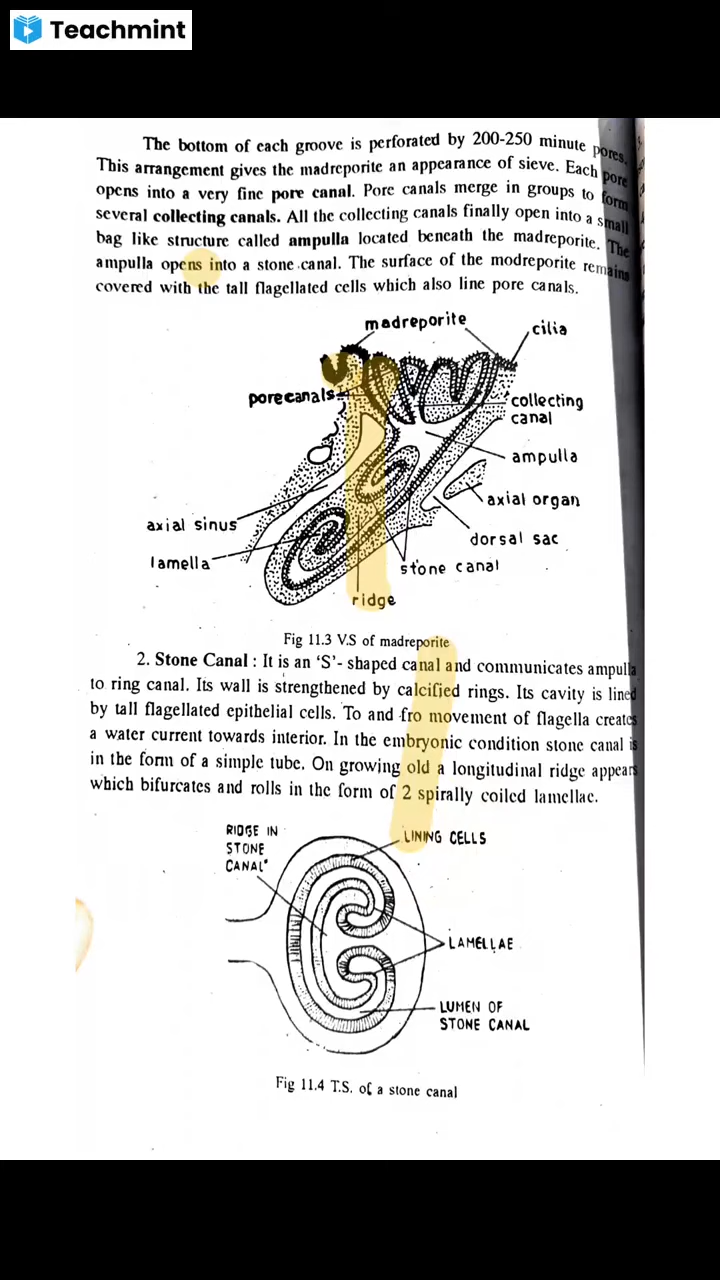 Teachmint
The bottom of each groove is perforated by 200-250 minute pores.
This arrangement gives the madreporite an appearance of sieve. Each pore
opens into a very fine pore canal. Pore canals merge in groups to form
several collecting canals. All the collecting canals finally open into a small
bag like structure called ampulla located beneath the madreporite. The
ampulla opens into a stone canal. The surface of the modreporite remains
covered with the tall flagellated cells which also line pore canals.
madreporite
cilia
porecanals
collecting
canal
ampulla
axial organ
axial sinus
dorsal sac
lamella
stone canal
ridge
Fig 11.3 V.S of madreporite
2. Stone Canal : It is an ‘S’- shaped canal and communicates ampulla
to ring canal. Its wall is strengthened by calcified rings. Its cavity is lined
by tall flagellated epithelial cells. To and fro movement of flagella creates
a water current towards interior. In the embryonic condition stone canal is
in the form of a simple tube. On growing old a longitudinal ridge appears
which bifurcates and rolls in the form of 2 spirally coiled lamellae.
RIDGE IN
STONE
CANAL
LINING CELLS
LAMELLAE
LUMEN OF
STONE CANAL
Fig 11.4 T.S. of a stone canal